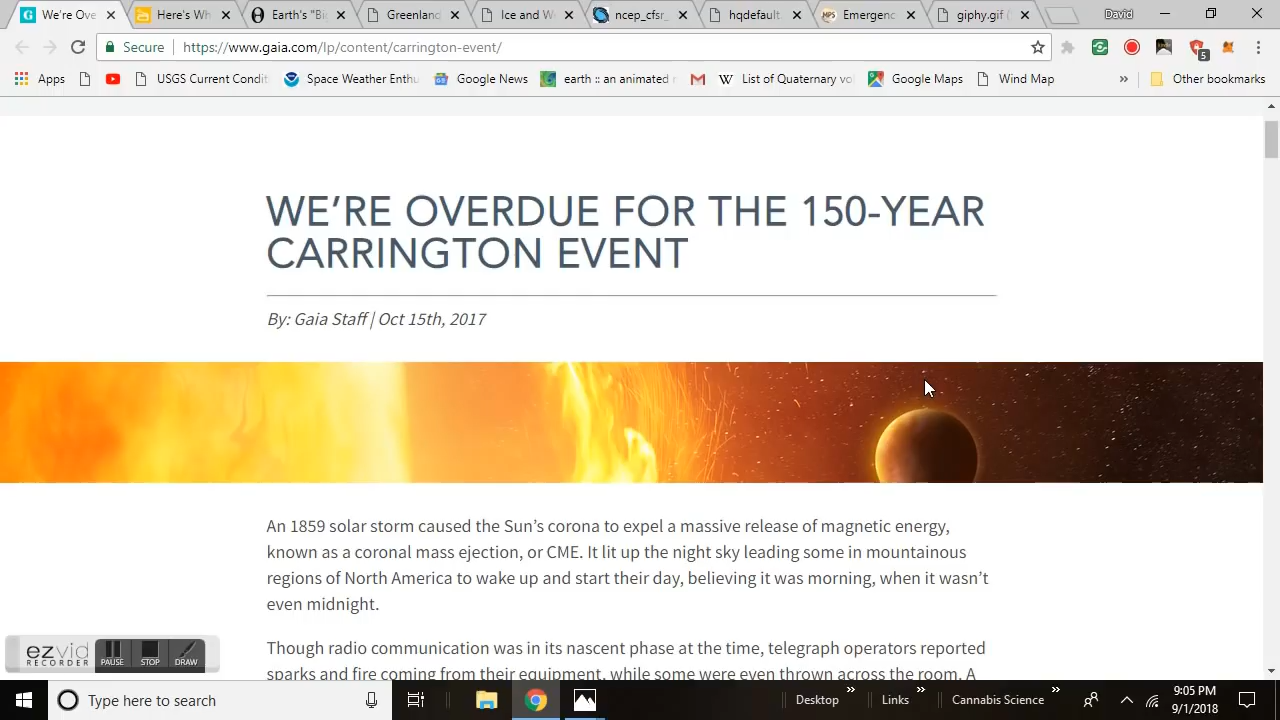 We're Ove
Here's Wh
Earth's "Bi
Greenland
Ice and W
ncep_cfsr_
hqdefault.
Emergenc
giphy.gif (
David
Secure
https://www.gaia.com/lp/content/carrington-event/
5
Apps
USGS Current Condit
Space Weather Enthu
Google News
earth :: an animated r
List of Quaternary vo
Google Maps
Wind Map
»
Other bookmarks
WE'RE OVERDUE FOR THE 150-YEAR
CARRINGTON EVENT
By: Gaia Staff | Oct 15th, 2017
An 1859 solar storm caused the Sun's corona to expel a massive release of magnetic energy,
known as a coronal mass ejection, or CME. It lit up the night sky leading some in mountainous
regions of North America to wake up and start their day, believing it was morning, when it wasn't
even midnight.
Though radio communication was in its nascent phase at the time, telegraph operators reported
sparks and fire coming from their equipment, while some were even thrown across the room. A
ezvid
RECORDER
PAUSE
STOP
DRAW
Type here to search
Desktop »
Links »
Cannabis Science »
9:05 PM
9/1/2018